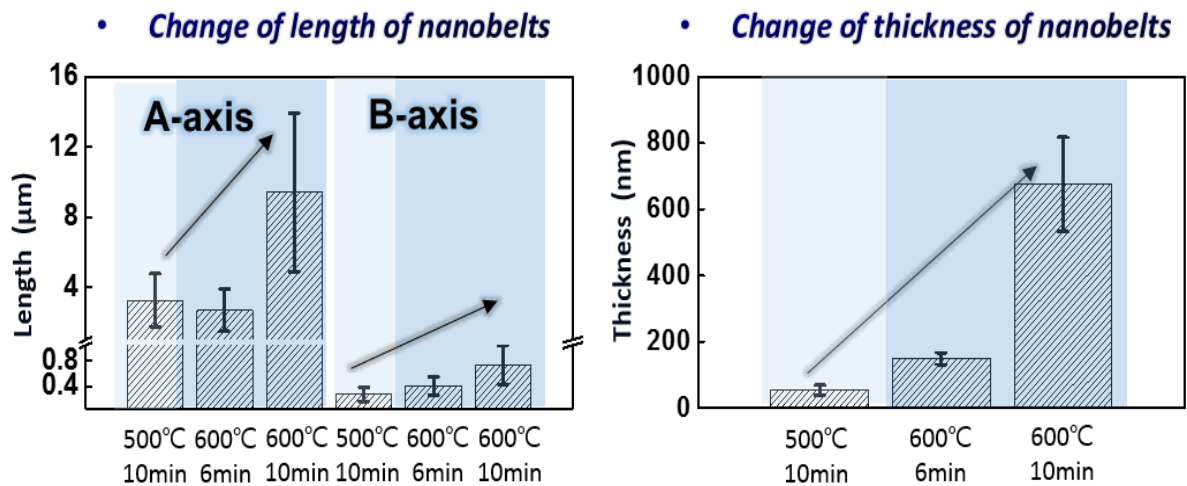 • Change of length of nanobelts
16
12
8
4
0.8
0.4
Length (μm)
A-axis
B-axis
500℃ 600℃ 600℃ 500℃ 600℃ 600℃
10min 6min 10min 10min 6min 10min
• Change of thickness of nanobelts
1000
800
600
400
200
0
Thickness (nm)
500℃ 600℃ 600℃
10min 6min 10min